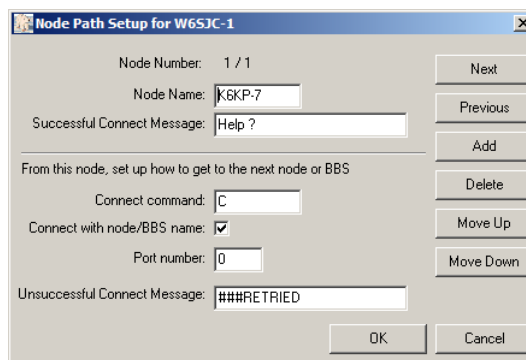 Node Path Setup for W6SJC-1
Node Number: 1 / 1
Node Name: K6KP-7
Successful Connect Message: Help ?
From this node, set up how to get to the next node or BBS
Connect command: C
Connect with node/BBS name:
Port number: 0
Unsuccessful Connect Message: ###RETRIED
Next
Previous
Add
Delete
Move Up
Move Down
OK
Cancel